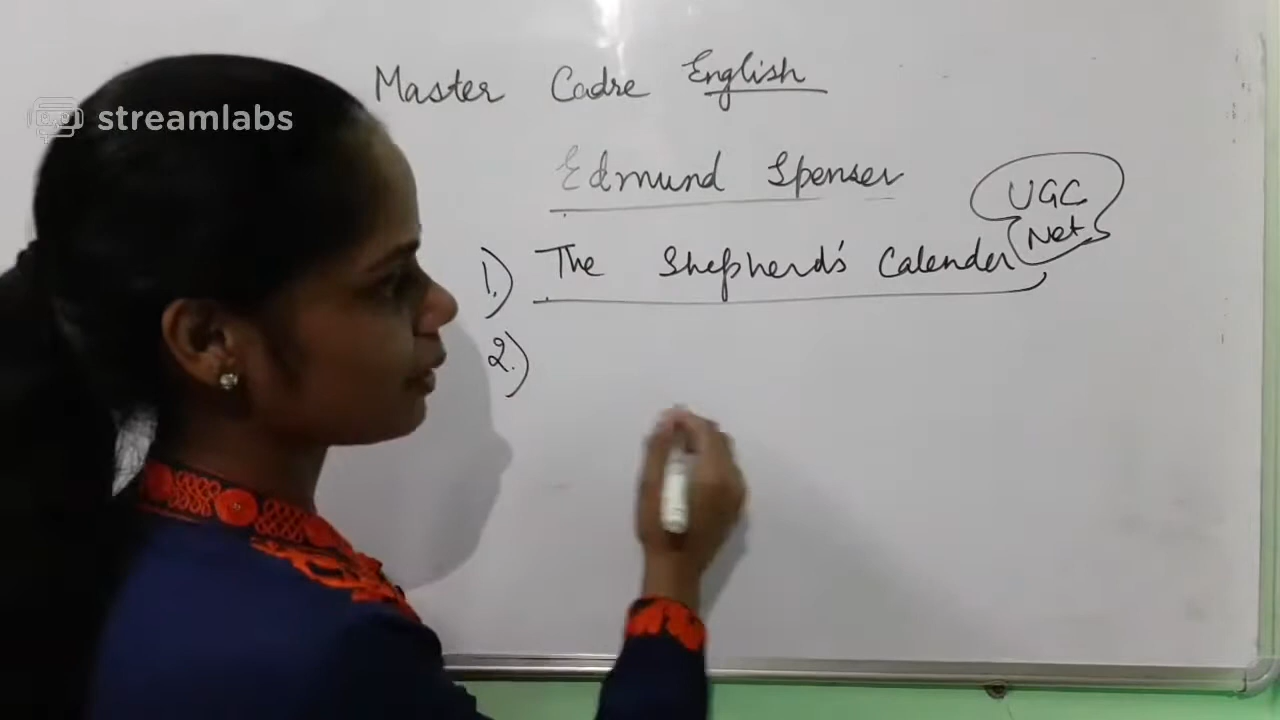 streamlabs
Master Cadre English
Edmund Spenser
UGC
Net
1.) The Shepherd's Calender
2.)